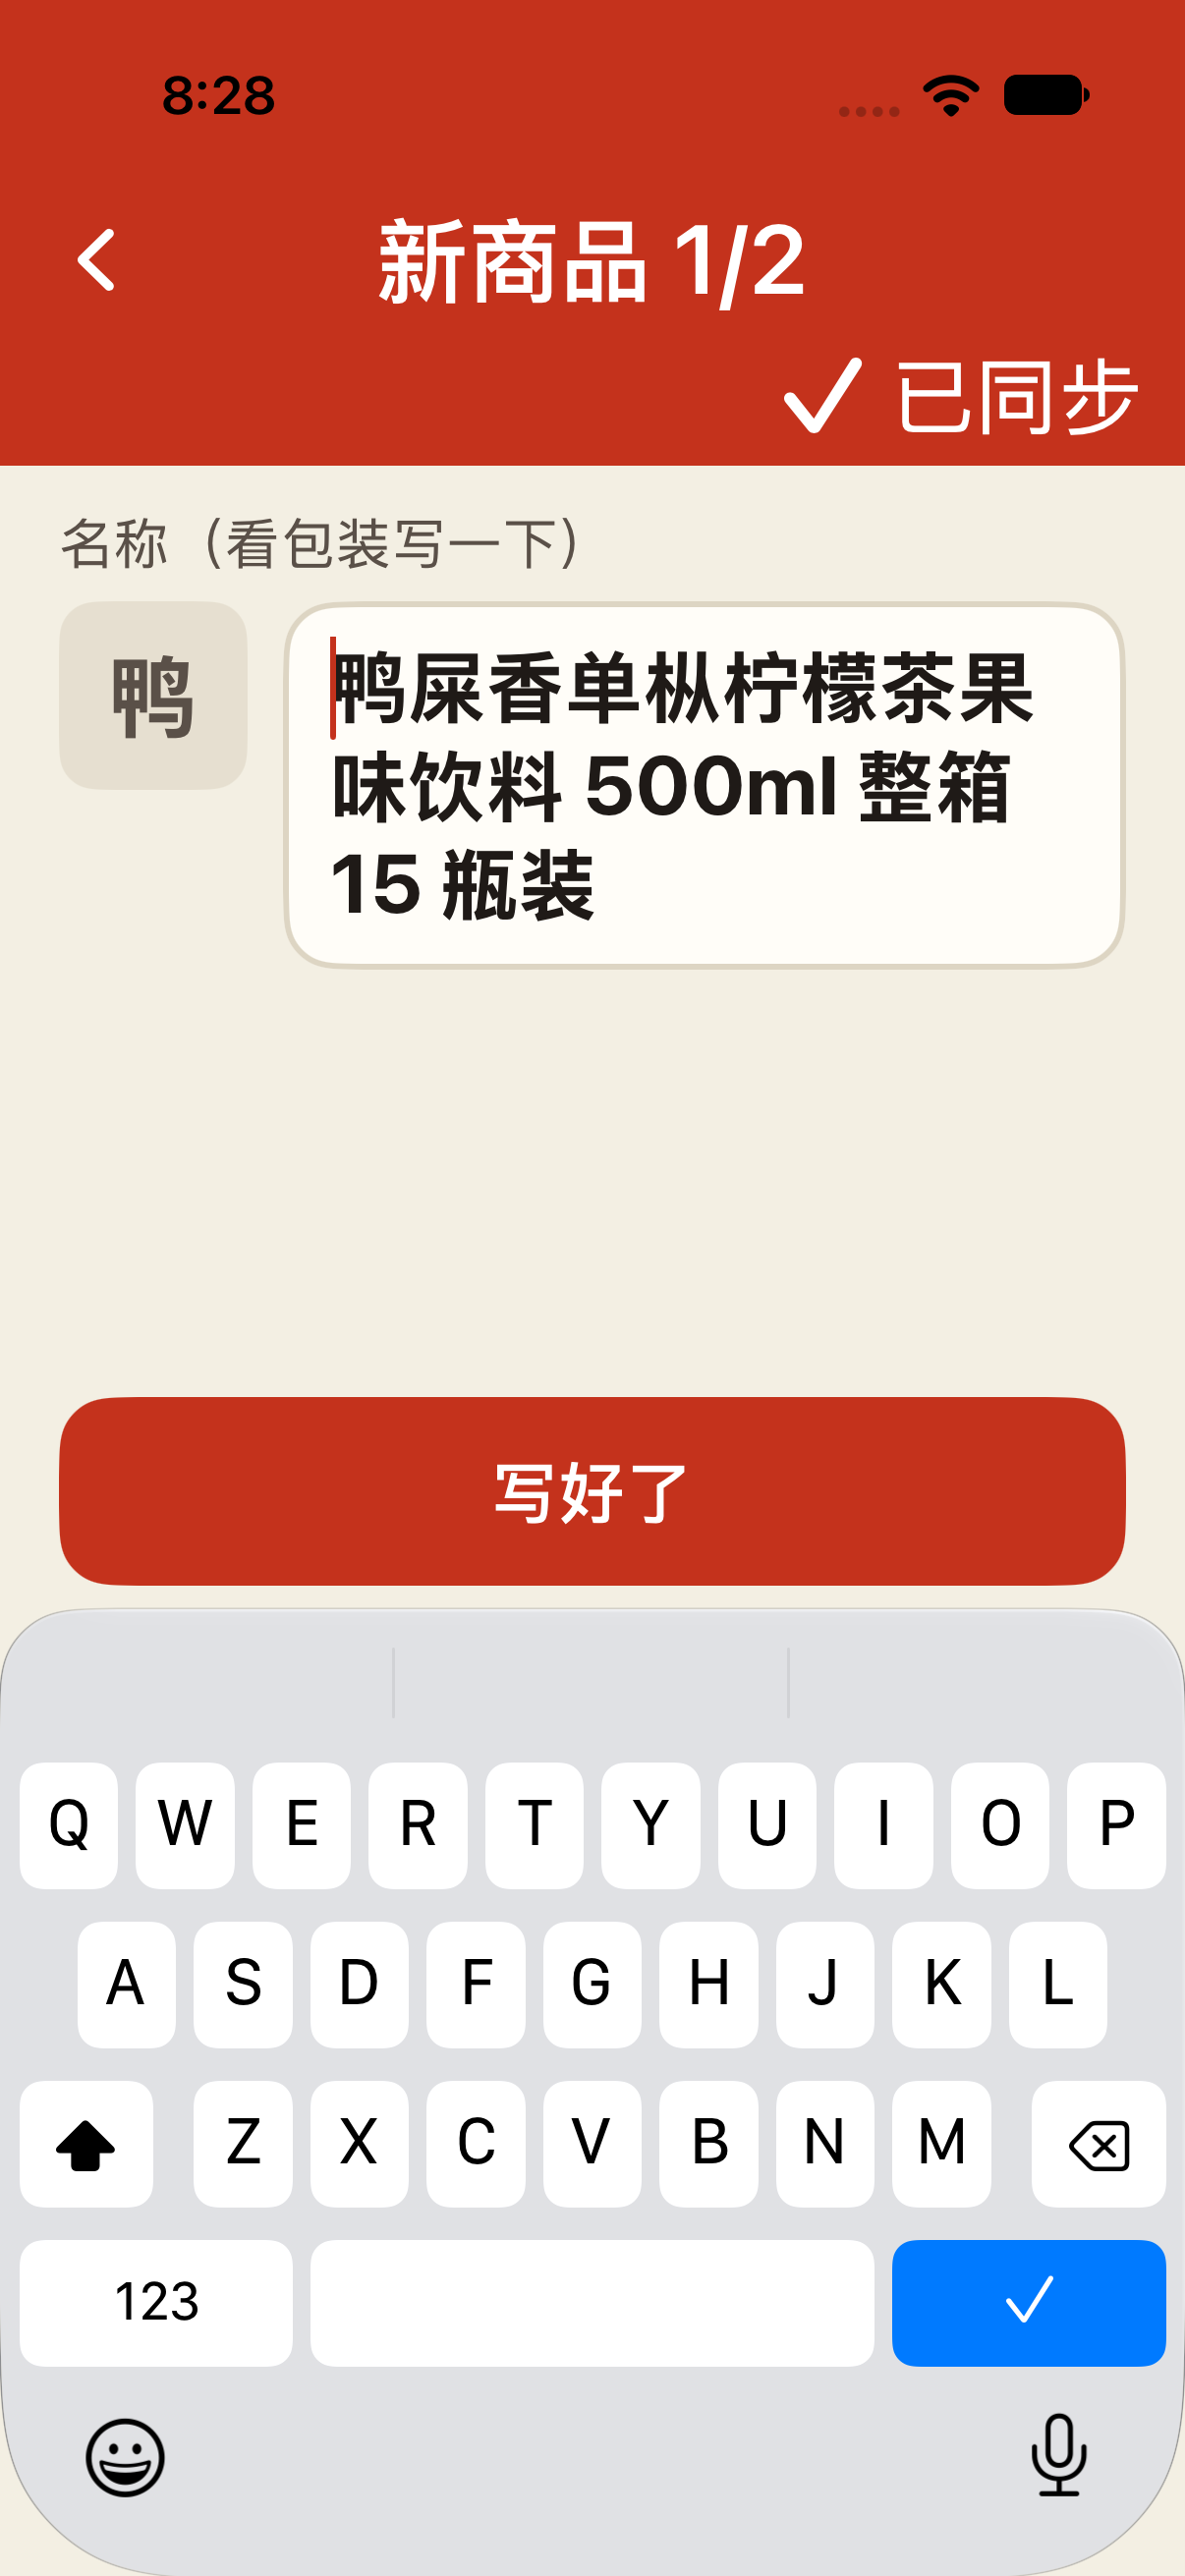 8:28
新商品 1/2
已同步
名称（看包装写一下）
鸭
鸭屎香单枞柠檬茶果
味饮料 500ml 整箱
15 瓶装
写好了
Q W E R T Y U I O P
A S D F G H J K L
Z X C V B N M
123